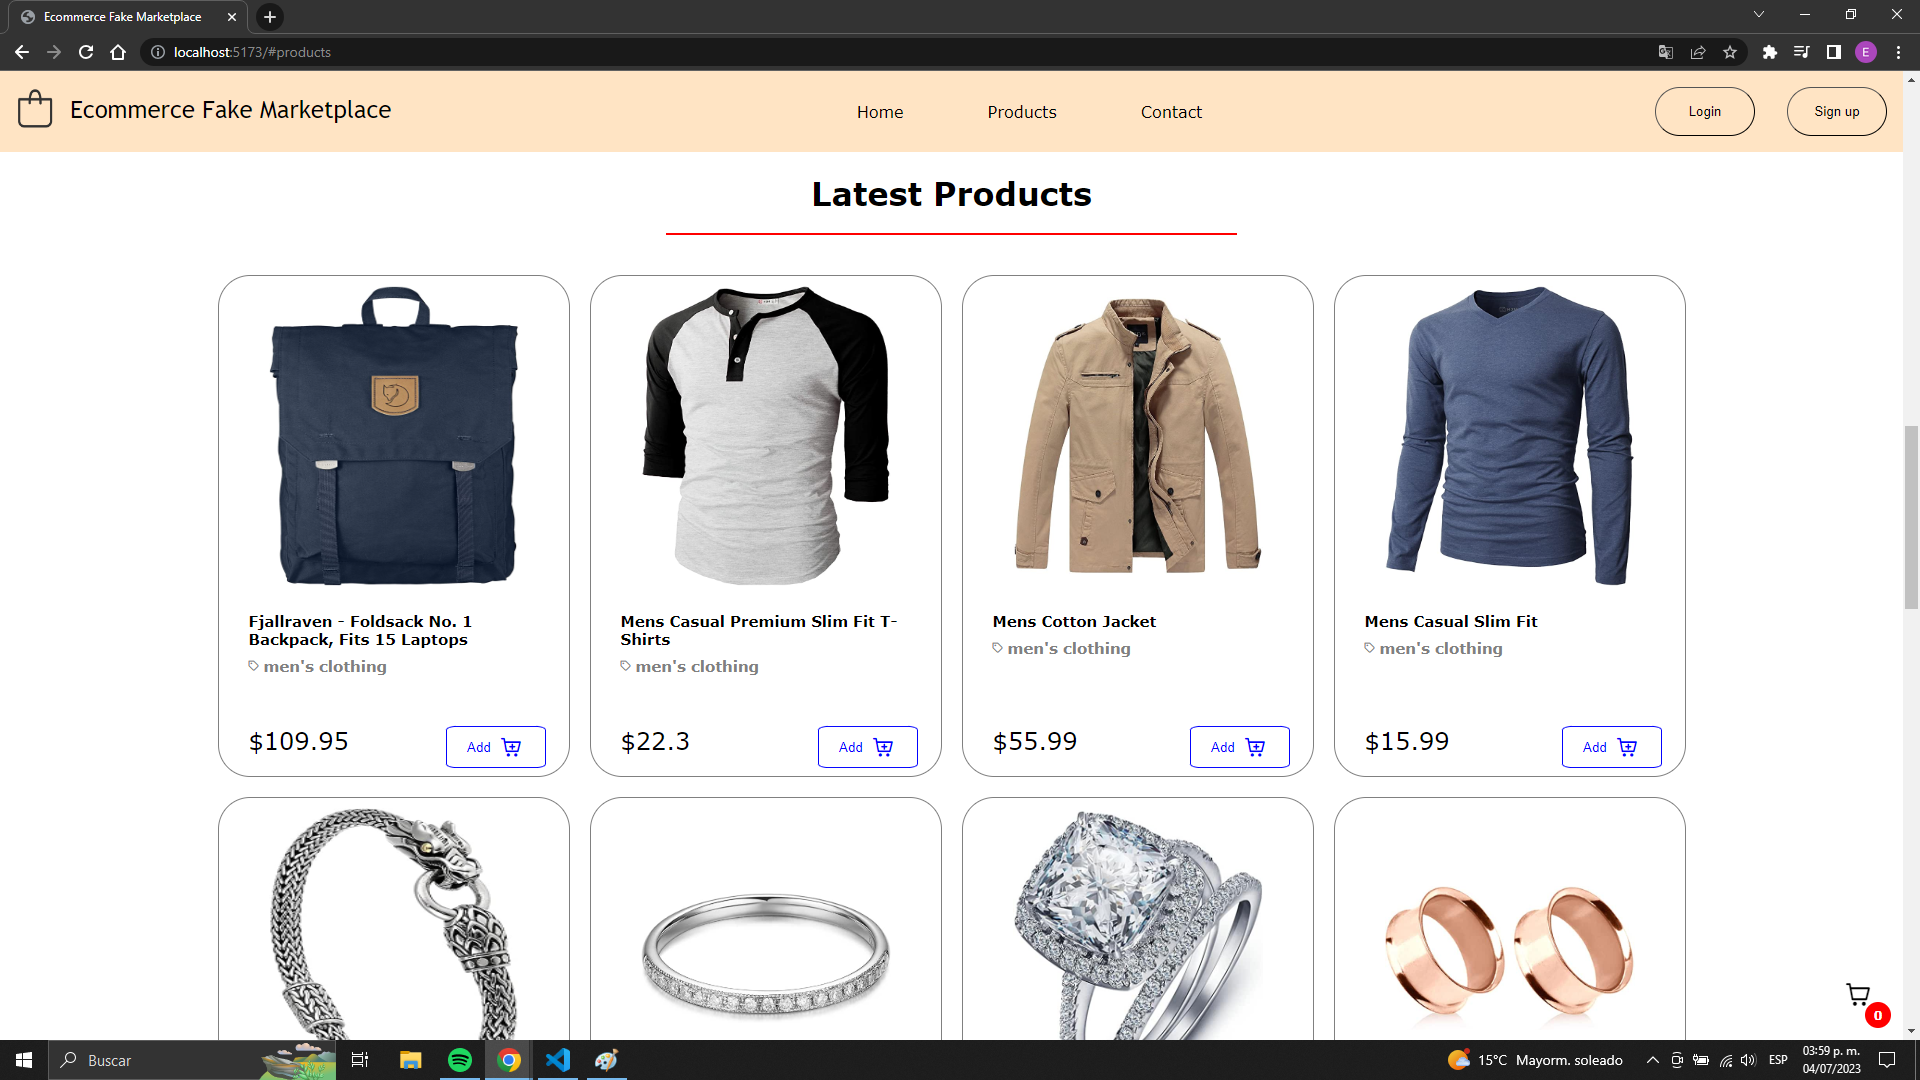 Ecommerce Fake Marketplace
localhost:5173/#products
E
Ecommerce Fake Marketplace
Home
Products
Contact
Login
Sign up
Latest Products
Fjallraven - Foldsack No. 1
Backpack, Fits 15 Laptops
men's clothing
$109.95
Add
Mens Casual Premium Slim Fit T-
Shirts
men's clothing
$22.3
Add
Mens Cotton Jacket
men's clothing
$55.99
Add
Mens Casual Slim Fit
men's clothing
$15.99
Add
0
Buscar
15°C Mayorm. soleado
ESP
03:59 p. m.
04/07/2023